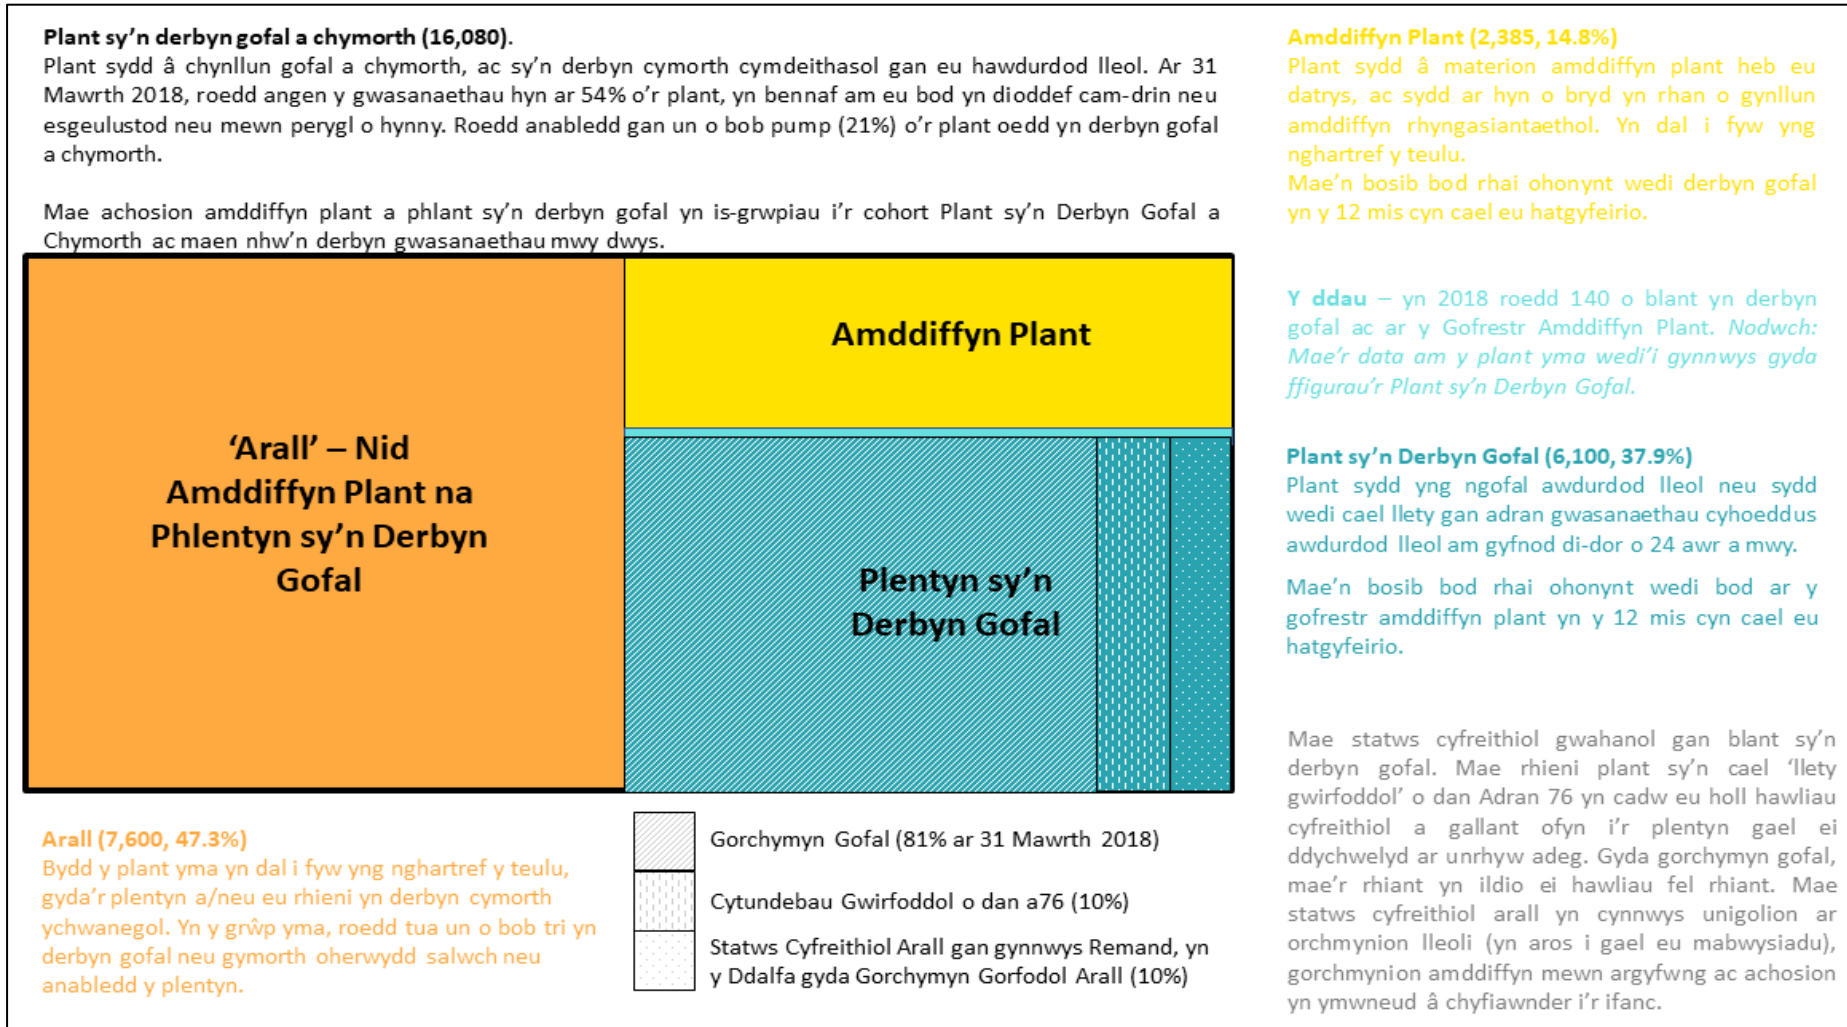 Plant sy’n derbyn gofal a chymorth (16,080).
Plant sydd â chynllun gofal a chymorth, ac sy’n derbyn cymorth cymdeithasol gan eu hawdurdod lleol. Ar 31
Mawrth 2018, roedd angen y gwasanaethau hyn ar 54% o’r plant, yn bennaf am eu bod yn dioddef cam-drin neu
esgeulustod neu mewn perygl o hynny. Roedd anabledd gan un o bob pump (21%) o’r plant oedd yn derbyn gofal
a chymorth.
Mae achosion amddiffyn plant a phlant sy’n derbyn gofal yn is-grwpiau i’r cohort Plant sy’n Derbyn Gofal a
Chymorth ac maen nhw’n derbyn gwasanaethau mwy dwys.
‘Arall’ – Nid
Amddiffyn Plant na
Phlentyn sy’n Derbyn
Gofal
Amddiffyn Plant
Plentyn sy’n
Derbyn Gofal
Arall (7,600, 47.3%)
Bydd y plant yma yn dal i fyw yng nghartref y teulu,
gyda’r plentyn a/neu eu rhieni yn derbyn cymorth
ychwanegol. Yn y grŵp yma, roedd tua un o bob tri yn
derbyn gofal neu gymorth oherwydd salwch neu
anabledd y plentyn.
Gorchymyn Gofal (81% ar 31 Mawrth 2018)
Cytundebau Gwirfoddol o dan a76 (10%)
Statws Cyfreithiol Arall gan gynnwys Remand, yn
y Ddalfa gyda Gorchymyn Gorfodol Arall (10%)
Amddiffyn Plant (2,385, 14.8%)
Plant sydd â materion amddiffyn plant heb eu
datrys, ac sydd ar hyn o bryd yn rhan o gynllun
amddiffyn rhyngasiantaethol. Yn dal i fyw yng
nghartref y teulu.
Mae’n bosib bod rhai ohonynt wedi derbyn gofal
yn y 12 mis cyn cael eu hatgyfeirio.
Y ddau – yn 2018 roedd 140 o blant yn derbyn
gofal ac ar y Gofrestr Amddiffyn Plant. Nodwch:
Mae’r data am y plant yma wedi’i gynnwys gyda
ffigurau’r Plant sy’n Derbyn Gofal.
Plant sy’n Derbyn Gofal (6,100, 37.9%)
Plant sydd yng ngofal awdurdod lleol neu sydd
wedi cael llety gan adran gwasanaethau cyhoeddus
awdurdod lleol am gyfnod di-dor o 24 awr a mwy.
Mae’n bosib bod rhai ohonynt wedi bod ar y
gofrestr amddiffyn plant yn y 12 mis cyn cael eu
hatgyfeirio.
Mae statws cyfreithiol gwahanol gan blant sy’n
derbyn gofal. Mae rhieni plant sy’n cael ‘llety
gwirfoddol’ o dan Adran 76 yn cadw eu holl hawliau
cyfreithiol a gallant ofyn i’r plentyn gael ei
ddychwelyd ar unrhyw adeg. Gyda gorchymyn gofal,
mae’r rhiant yn ildio ei hawliau fel rhiant. Mae
statws cyfreithiol arall yn cynnwys unigolion ar
orchmynion lleoli (yn aros i gael eu mabwysiadu),
gorchmynion amddiffyn mewn argyfwng ac achosion
yn ymwneud â chyfiawnder i’r ifanc.